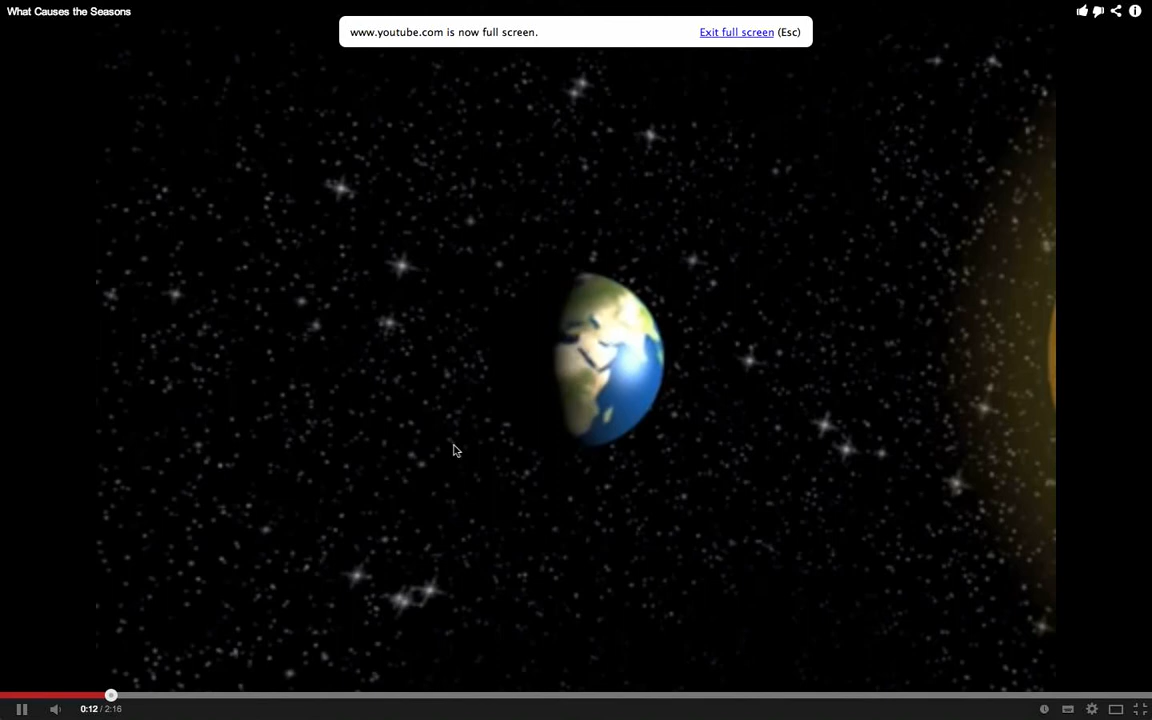 What Causes the Seasons
www.youtube.com is now full screen. Exit full screen (Esc)
0:12 / 2:16